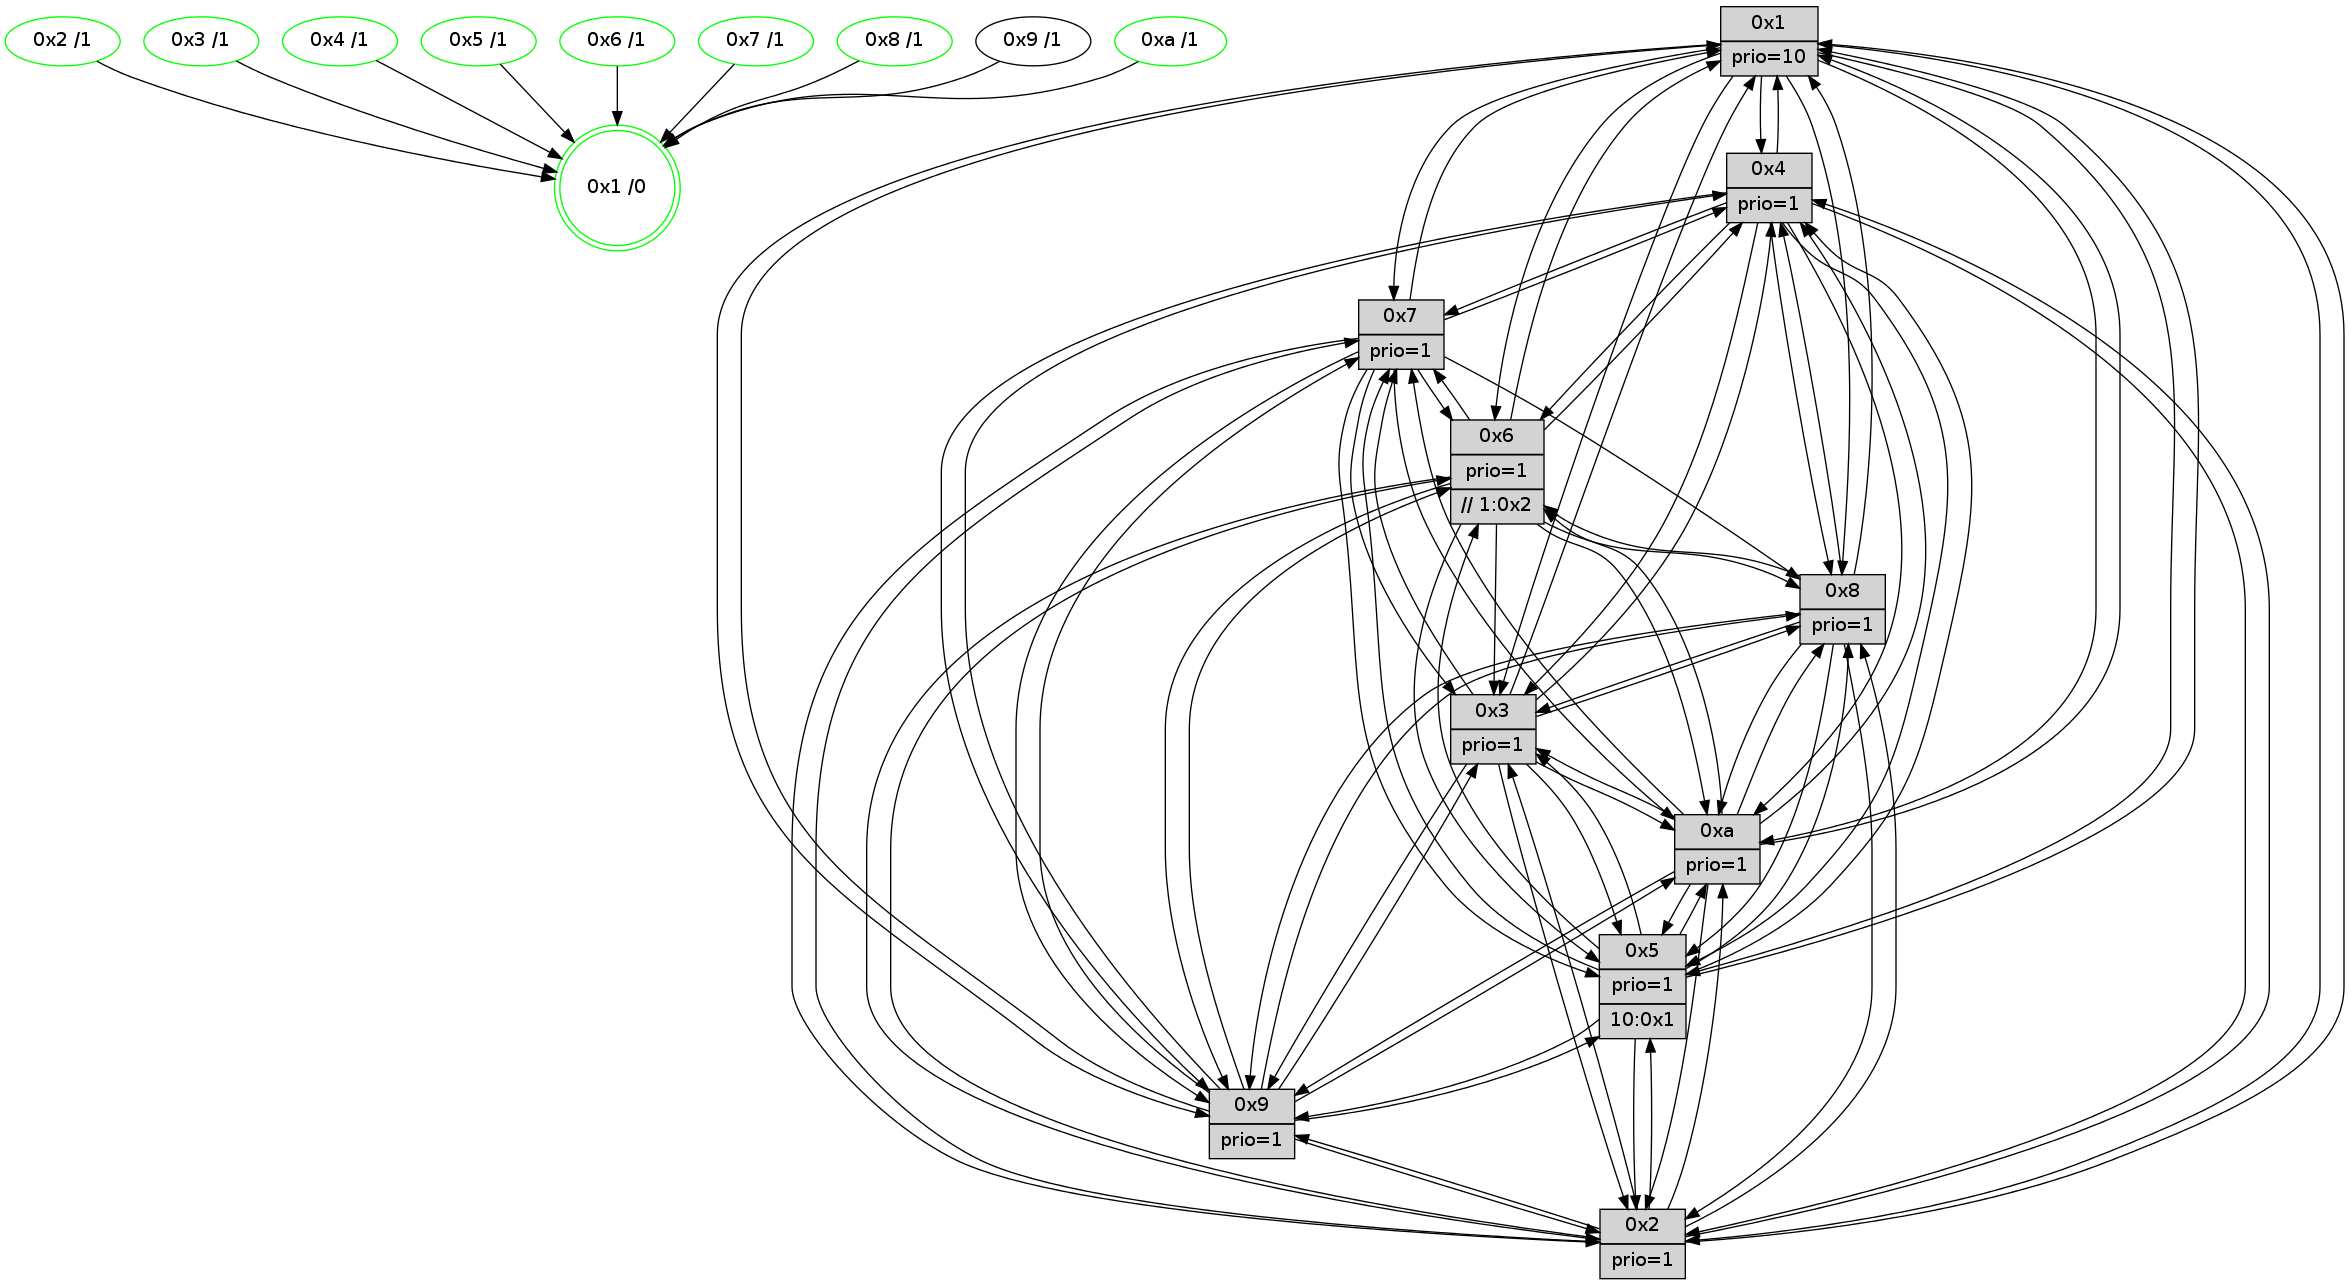 0x2 /1
0x3 /1
0x4 /1
0x5 /1
0x6 /1
0x7 /1
0x8 /1
0x9 /1
0xa /1
0x1 /0
0x1
prio=10
0x4
prio=1
0x7
prio=1
0x6
prio=1
// 1:0x2
0x8
prio=1
0x3
prio=1
0xa
prio=1
0x5
prio=1
10:0x1
0x9
prio=1
0x2
prio=1